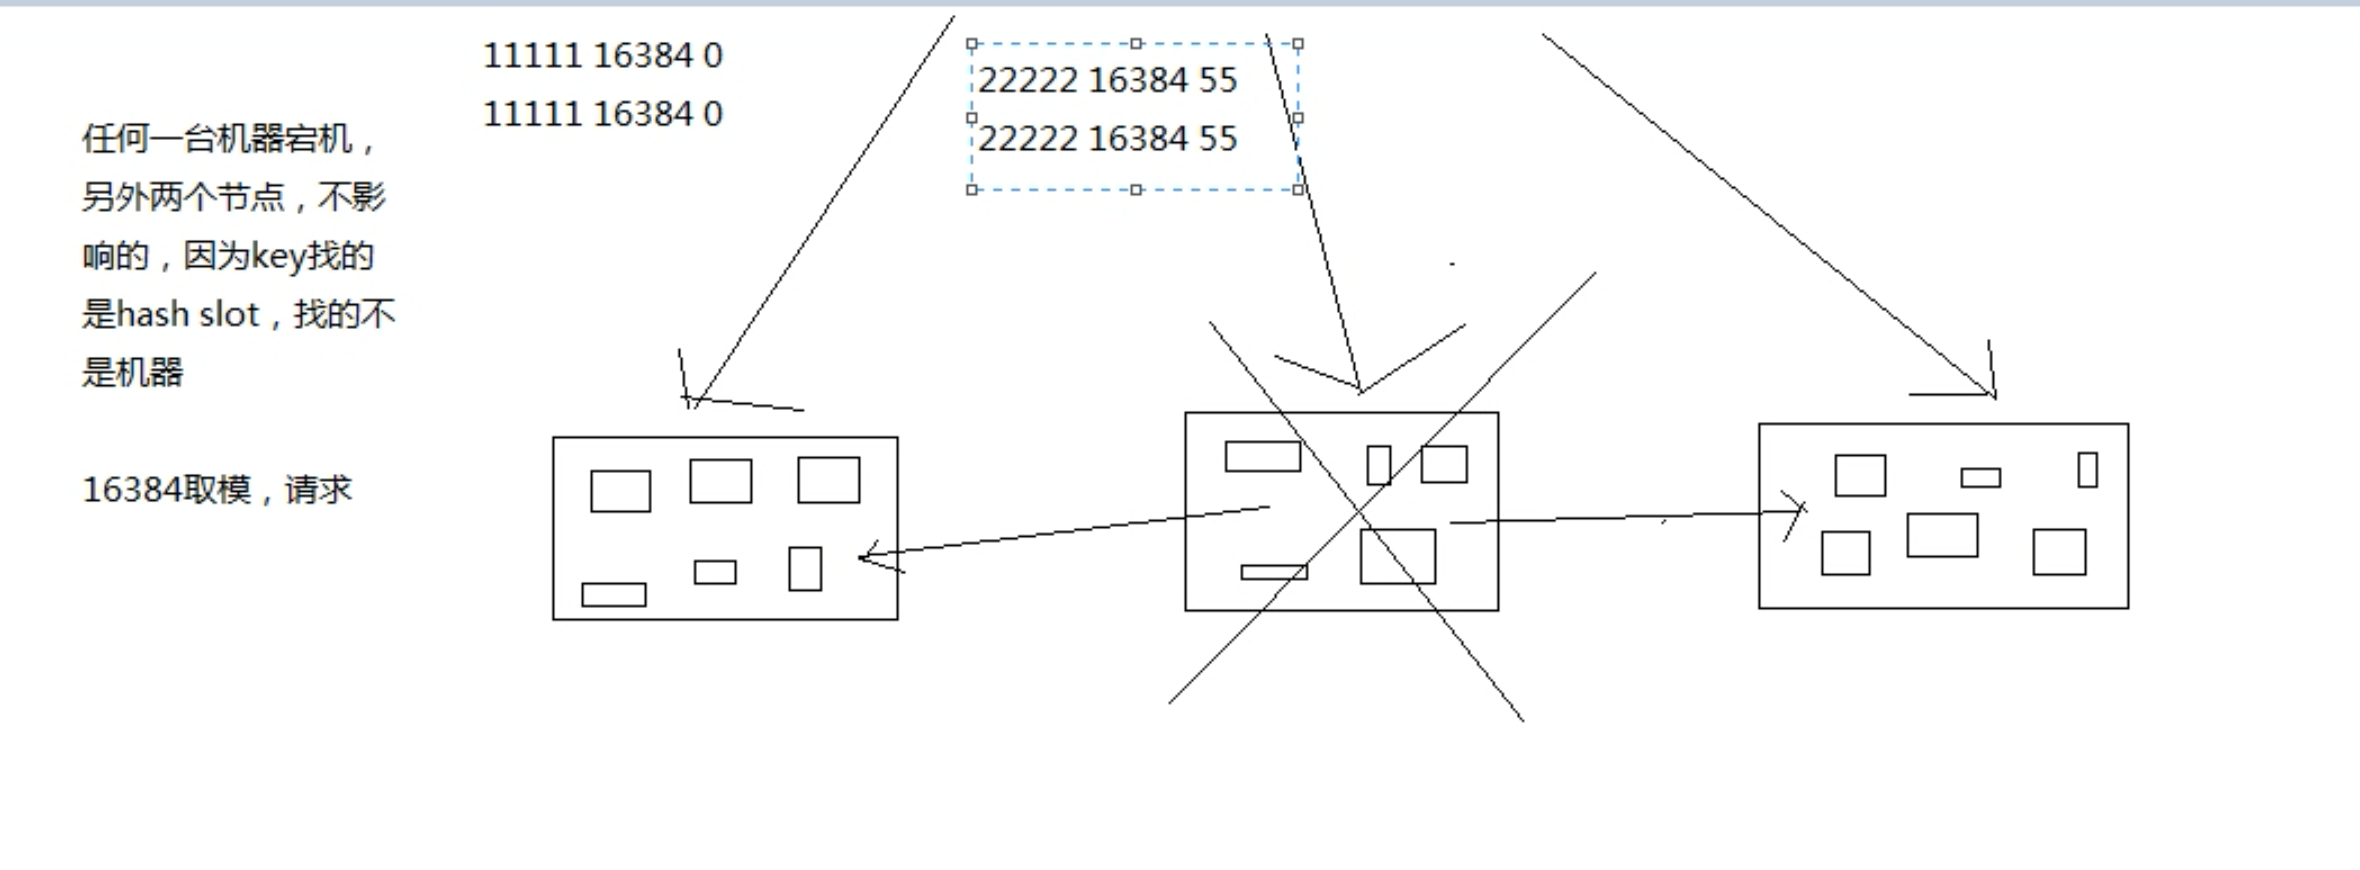 11111 16384 0
11111 16384 0
22222 16384 55
22222 16384 55
任何一台机器宕机，
另外两个节点，不影
响的，因为key找的
是hash slot，找的不
是机器
16384取模，请求